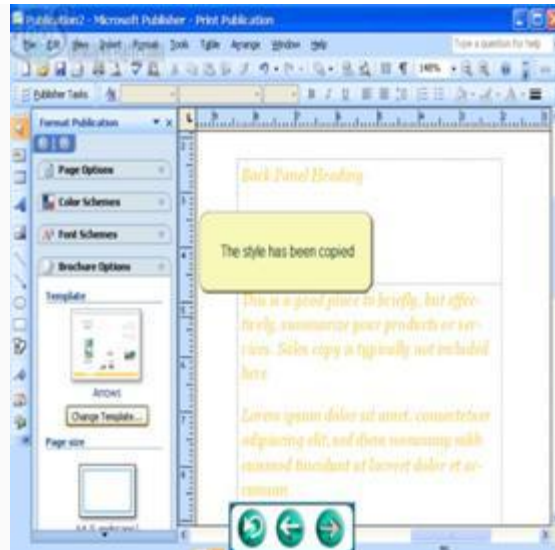 Publication2 - Microsoft Publisher - Print Publication
File Edit View Insert Format Tools Table Arrange Window Help
Type a question for help
148%
Publisher Tasks
Format Publication
Page Options
Color Schemes
Font Schemes
Brochure Options
Template
Arrows
Change Template...
Page size
Back Panel Heading
The style has been copied
This is a good place to briefly, but effec-
tively, summarize your products or ser-
vices. Sales copy is typically not included
here.
Lorem ipsum dolor sit amet, consectetuer
adipiscing elit, sed diem nonummy nibh
euismod tincidunt ut lacreet dolor et ac-